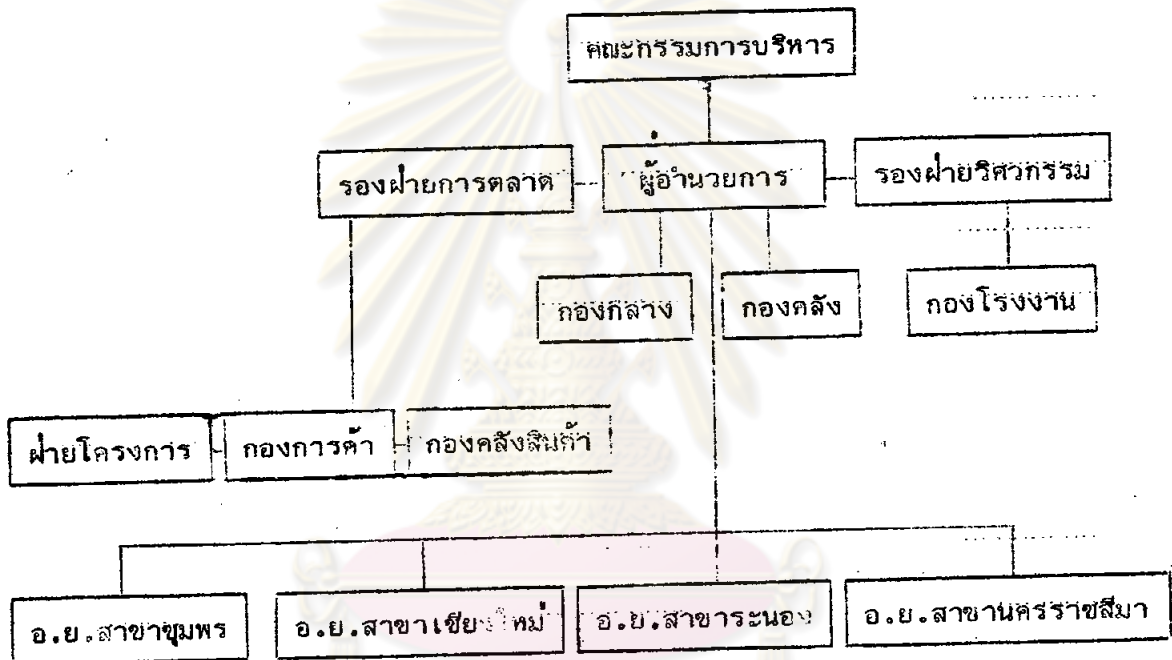 คณะกรรมการบริหาร
รองฝ่ายการตลาด
ผู้อำนวยการ
รองฝ่ายวิศวกรรม
กองกลาง
กองคลัง
กองโรงงาน
ฝ่ายโครงการ
กองการค้า
กองคลังสินค้า
อ.ย.สาขาชุมพร
อ.ย.สาขาเชียงใหม่
อ.ย.สาขาระนอง
อ.ย.สาขานครราชสีมา